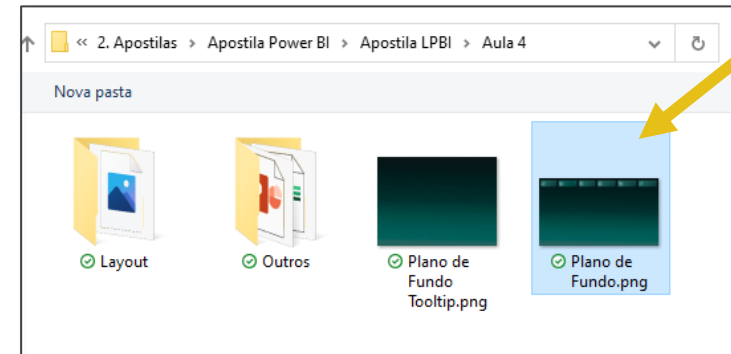 « 2. Apostilas > Apostila Power BI > Apostila LPBI > Aula 4
Nova pasta
Layout
Outros
Plano de
Fundo
Tooltip.png
Plano de
Fundo.png